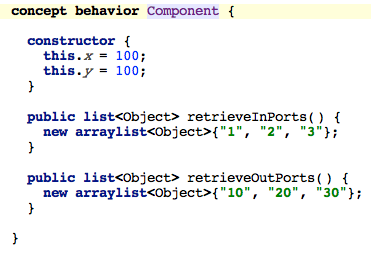 concept behavior Component {
constructor {
this.x = 100;
this.y = 100;
}
public list<Object> retrieveInPorts() {
new arraylist<Object>{"1", "2", "3"};
}
public list<Object> retrieveOutPorts() {
new arraylist<Object>{"10", "20", "30"};
}
}